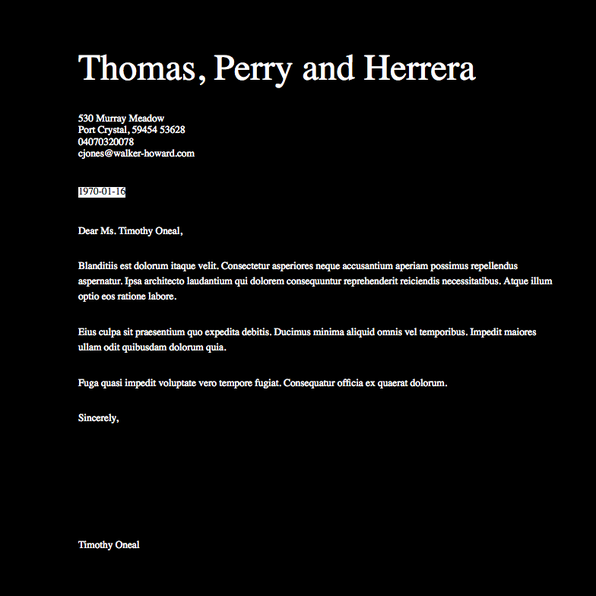 Thomas, Perry and Herrera
530 Murray Meadow
Port Crystal, 59454 53628
04070320078
cjones@walker-howard.com
1970-01-16
Dear Ms. Timothy Oneal,
Blanditiis est dolorum itaque velit. Consectetur asperiores neque accusantium aperiam possimus repellendus
aspernatur. Ipsa architecto laudantium qui dolorem consequuntur reprehenderit reiciendis necessitatibus. Atque illum
optio eos ratione labore.
Eius culpa sit praesentium quo expedita debitis. Ducimus minima aliquid omnis vel temporibus. Impedit maiores
ullam odit quibusdam dolorum quia.
Fuga quasi impedit voluptate vero tempore fugiat. Consequatur officia ex quaerat dolorum.
Sincerely,
Timothy Oneal